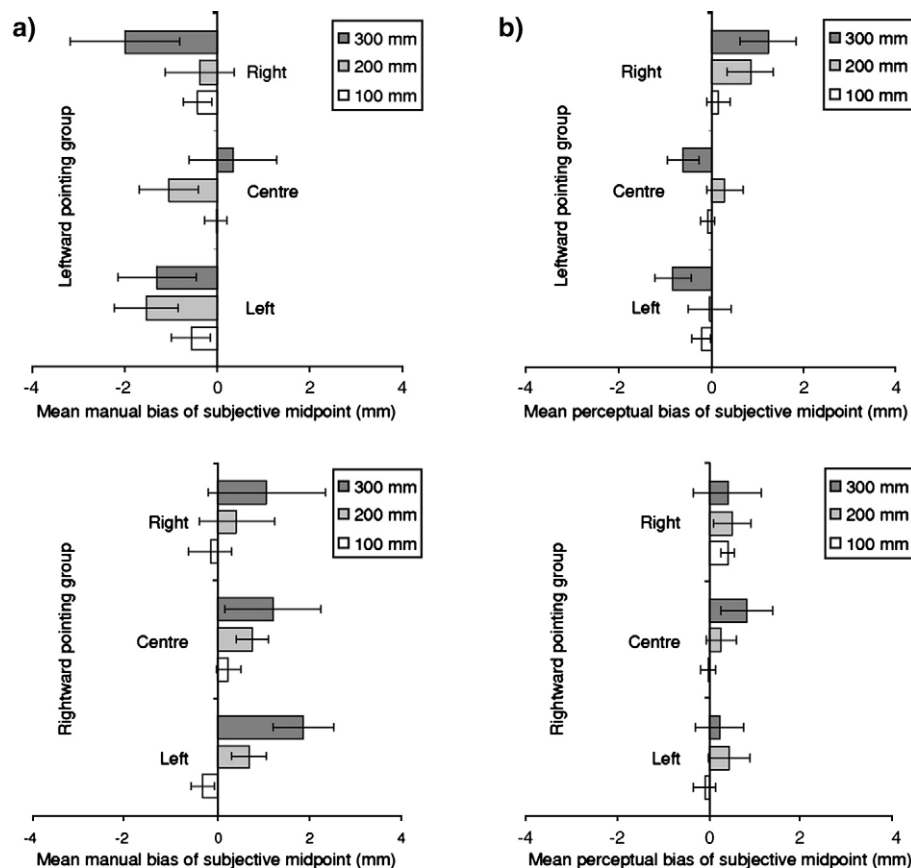 a)
300 mm
200 mm
100 mm
Right
Centre
Left
Leftward pointing group
-4 -2 0 2 4
Mean manual bias of subjective midpoint (mm)
b)
300 mm
200 mm
100 mm
Right
Centre
Left
Leftward pointing group
-4 -2 0 2 4
Mean perceptual bias of subjective midpoint (mm)
300 mm
200 mm
100 mm
Right
Centre
Left
Rightward pointing group
-4 -2 0 2 4
Mean manual bias of subjective midpoint (mm)
300 mm
200 mm
100 mm
Right
Centre
Left
Rightward pointing group
-4 -2 0 2 4
Mean perceptual bias of subjective midpoint (mm)